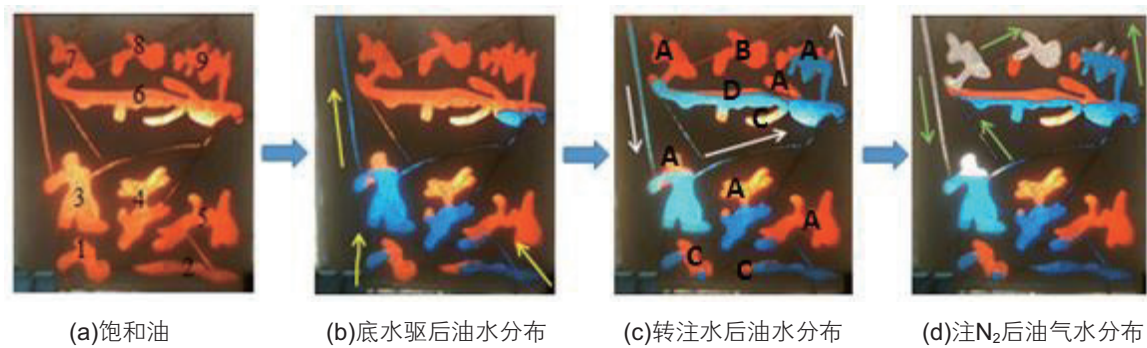 7 8 9
6
3 4 5
1 2
A B A
A
D
C
A
A
A
C C
(a)饱和油
(b)底水驱后油水分布
(c)转注水后油水分布
(d)注N₂后油气水分布